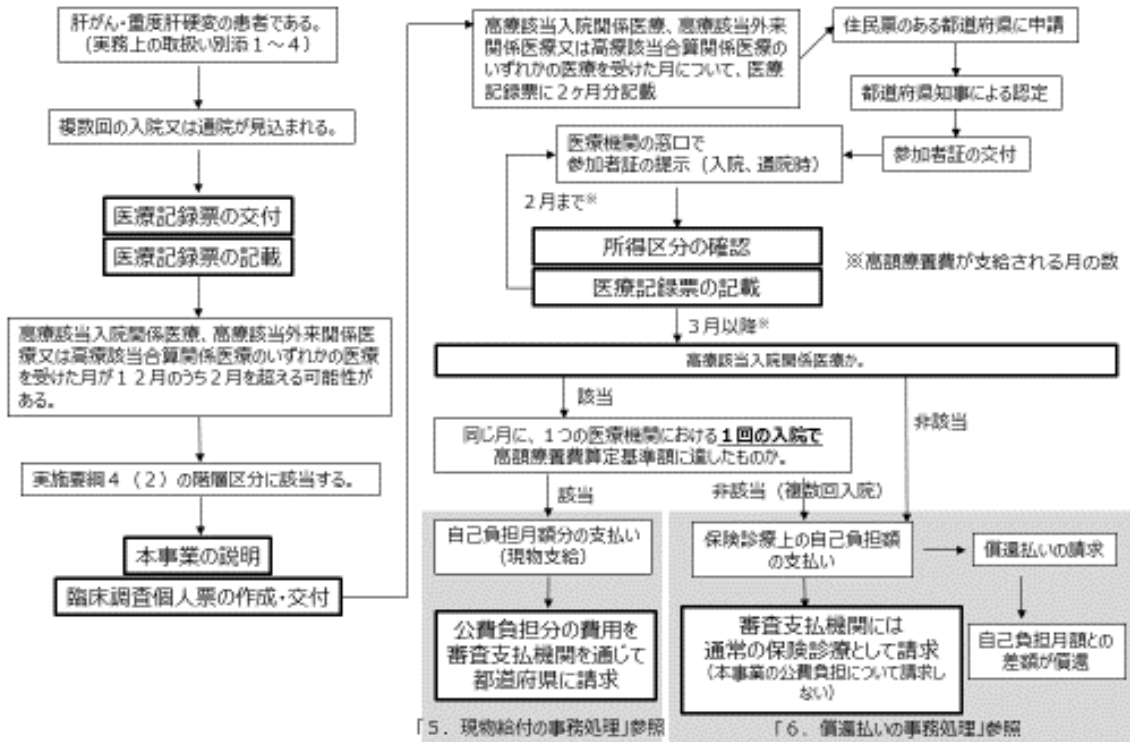 肝がん・重度肝硬変の患者である。
(実務上の取扱い別添１～４)
複数回の入院又は通院が見込まれる。
医療記録票の交付
医療記録票の記載
高療該当入院関係医療、高療該当外来関係医
療又は高療該当合算関係医療のいずれかの医療
を受けた月が１２月のうち２月を超える可能性が
ある。
実施要綱４（２）の階層区分に該当する。
本事業の説明
臨床調査個人票の作成・交付
高療該当入院関係医療、高療該当外来
関係医療又は高療該当合算関係医療の
いずれかの医療を受けた月について、医療
記録票に２ヶ月分記載
住民票のある都道府県に申請
都道府県知事による認定
参加者証の交付
医療機関の窓口で
参加者証の提示（入院、通院時）
２月まで※
所得区分の確認
医療記録票の記載
※高額療養費が支給される月の数
３月以降※
高療該当入院関係医療か。
該当
非該当
同じ月に、１つの医療機関における１回の入院で
高額療養費算定基準額に達したものか。
該当
非該当（複数回入院）
自己負担月額分の支払い
(現物支給)
公費負担分の費用を
審査支払機関を通じて
都道府県に請求
「５．現物給付の事務処理」参照
保険診療上の自己負担額
の支払い
償還払いの請求
審査支払機関には
通常の保険診療として請求
(本事業の公費負担について請求し
ない)
自己負担月額との
差額が償還
「６．償還払いの事務処理」参照